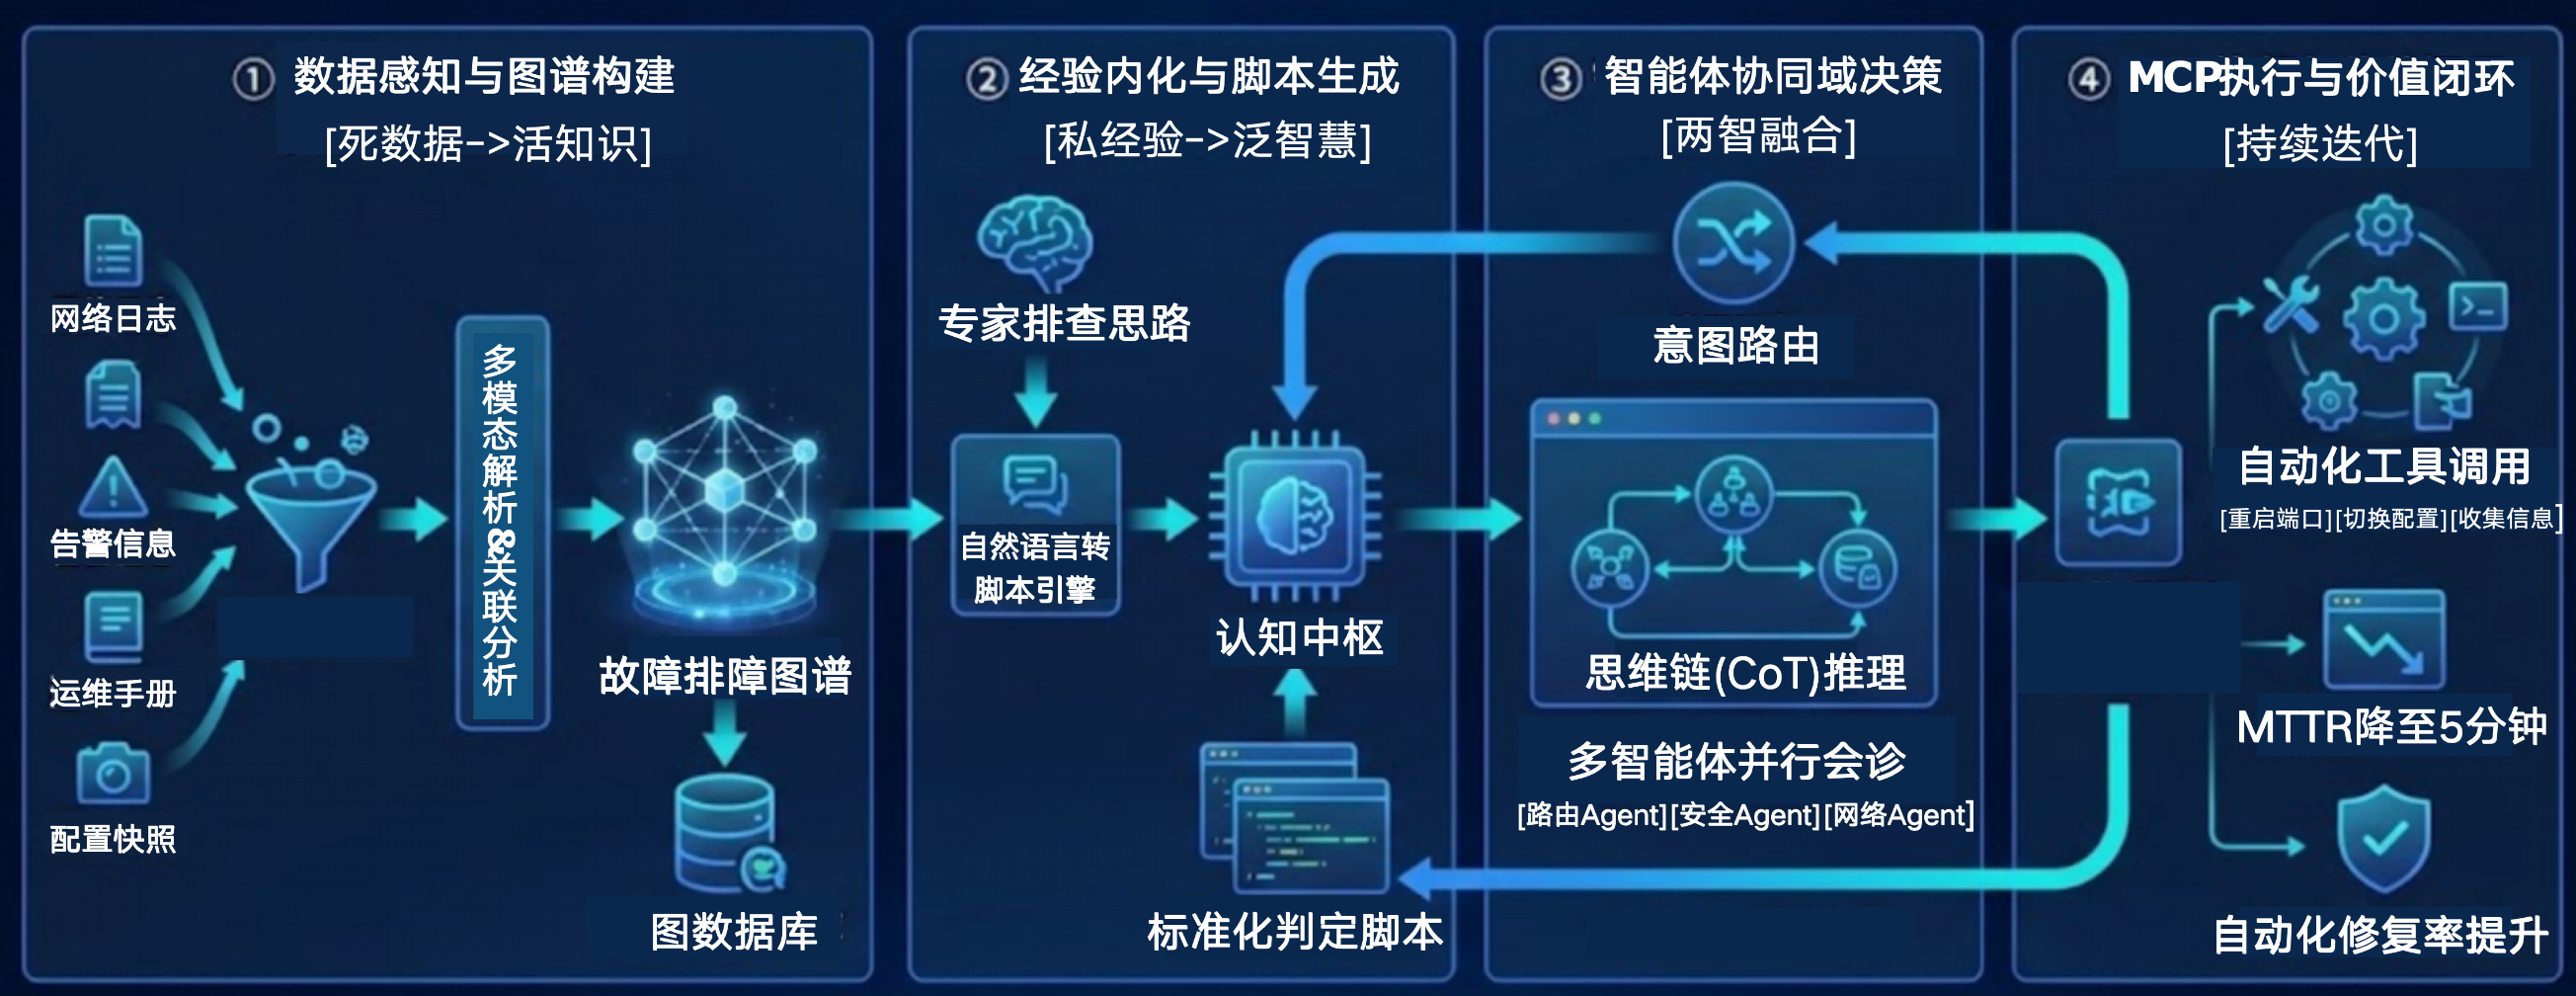 ① 数据感知与图谱构建
[死数据->活知识]
网络日志
告警信息
运维手册
配置快照
多模态解析&关联分析
故障排障图谱
图数据库
② 经验内化与脚本生成
[私经验->泛智慧]
专家排查思路
自然语言转
脚本引擎
认知中枢
标准化判定脚本
③ 智能体协同域决策
[两智融合]
意图路由
思维链(CoT)推理
多智能体并行会诊
[路由Agent][安全Agent][网络Agent]
④ MCP执行与价值闭环
[持续迭代]
自动化工具调用
[重启端口][切换配置][收集信息]
MTTR降至5分钟
自动化修复率提升